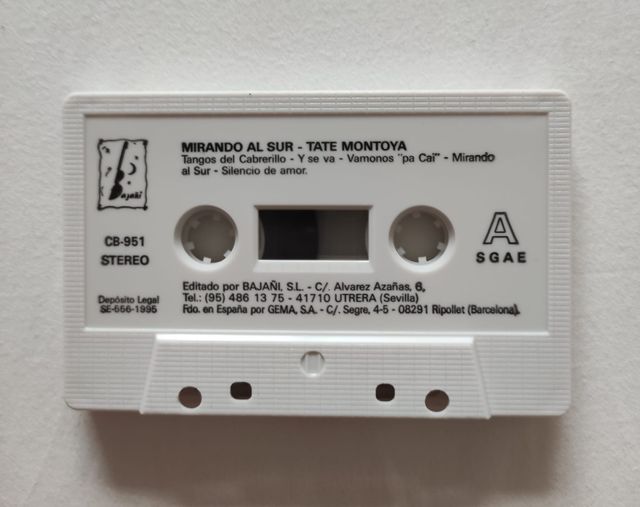 MIRANDO AL SUR - TATE MONTOYA
Tangos del Cabrerillo - Y se va - Vamonos "pa Cai" - Mirando
al Sur - Silencio de amor.
Bajañi
CB-951
STEREO
A
SGAE
Editado por BAJAÑI, S.L. - C/. Alvarez Azañas, 6,
Tel.: (95) 486 13 75 - 41710 UTRERA (Sevilla)
Fdo. en España por GEMA, S.A. - C/. Segre, 4-5 - 08291 Ripollet (Barcelona).
Depósito Legal
SE-656-1995